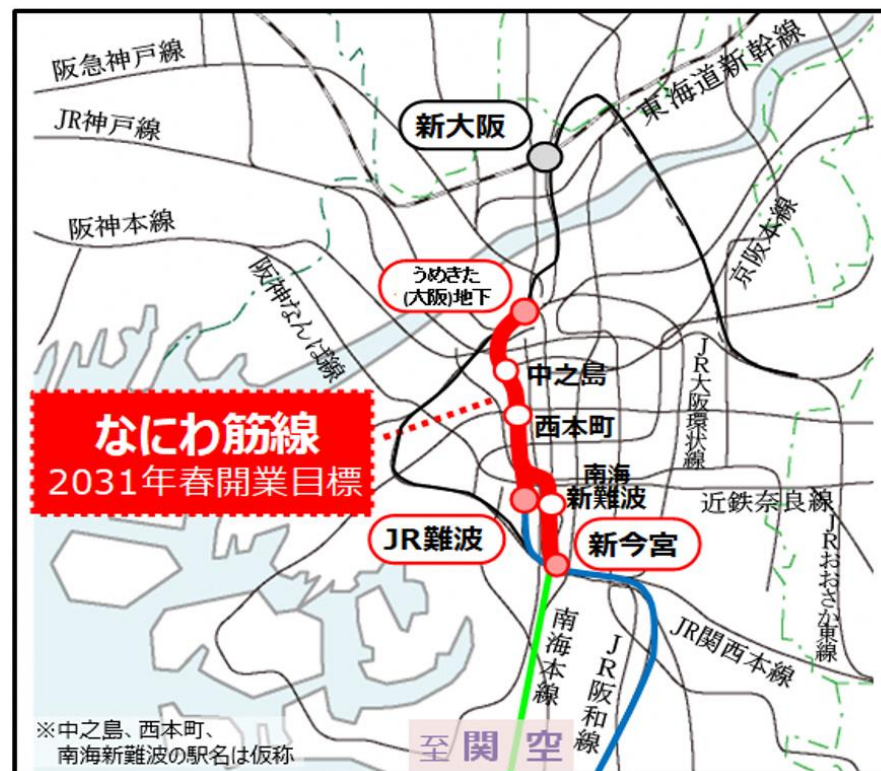 阪急神戸線
JR神戸線
阪神本線
阪神なんば線
新大阪
東海道新幹線
京阪本線
うめきた
(大阪)地下
中之島
西本町
JR大阪環状線
なにわ筋線
2031年春開業目標
南海
新難波
近鉄奈良線
JR難波
新今宮
JRおおさか東線
JR関西本線
南海本線
JR阪和線
至関空
※中之島、西本町、
南海新難波の駅名は仮称